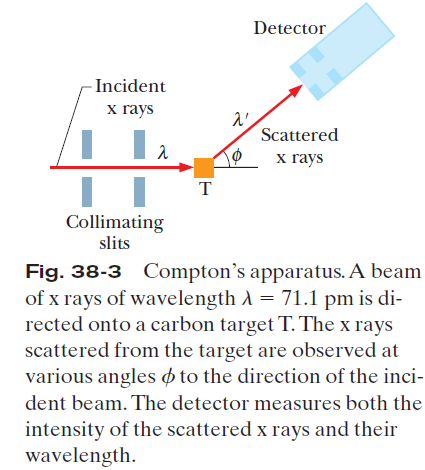 Detector
Incident
x rays
λ'
Scattered
x rays
λ
ϕ
T
Collimating
slits
Fig. 38-3 Compton's apparatus. A beam
of x rays of wavelength λ = 71.1 pm is di-
rected onto a carbon target T. The x rays
scattered from the target are observed at
various angles ϕ to the direction of the inci-
dent beam. The detector measures both the
intensity of the scattered x rays and their
wavelength.